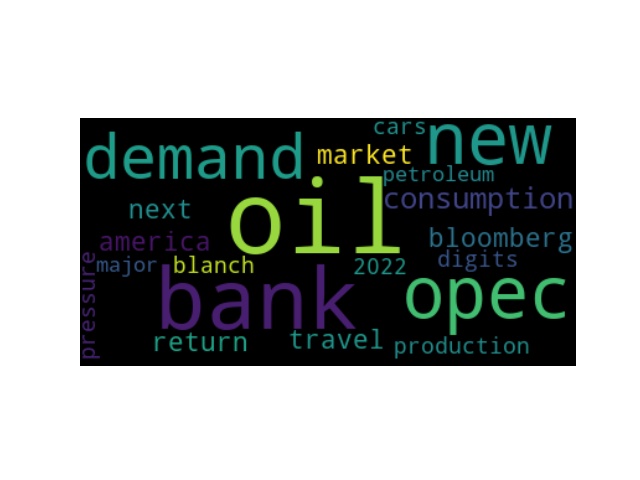 cars
new
demand
market
petroleum
oil
consumption
next
america
bloomberg
digits
major
blanch
2022
pressure
bank
opec
return
travel
production